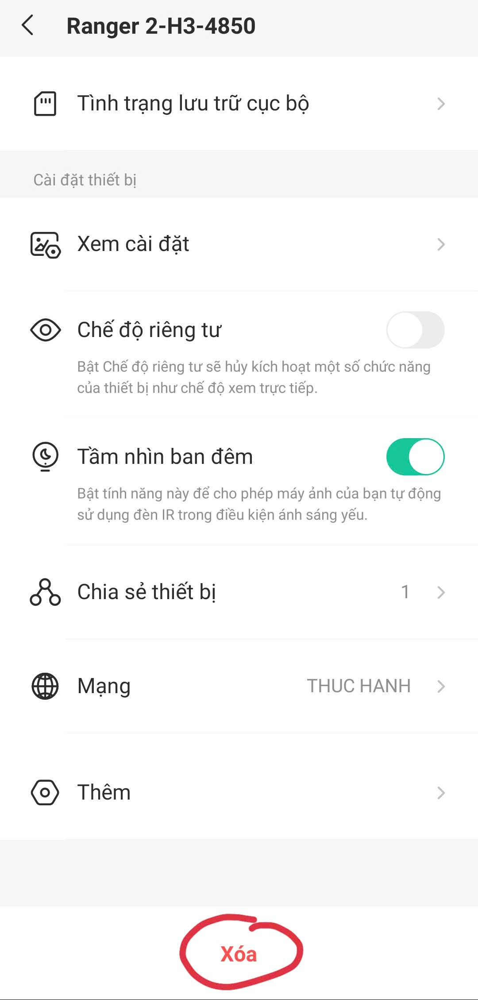 Ranger 2-H3-4850
Tình trạng lưu trữ cục bộ
Cài đặt thiết bị
Xem cài đặt
Chế độ riêng tư
Bật Chế độ riêng tư sẽ hủy kích hoạt một số chức năng
của thiết bị như chế độ xem trực tiếp.
Tầm nhìn ban đêm
Bật tính năng này để cho phép máy ảnh của bạn tự động
sử dụng đèn IR trong điều kiện ánh sáng yếu.
Chia sẻ thiết bị 1
Mạng THUC HANH
Thêm
Xóa